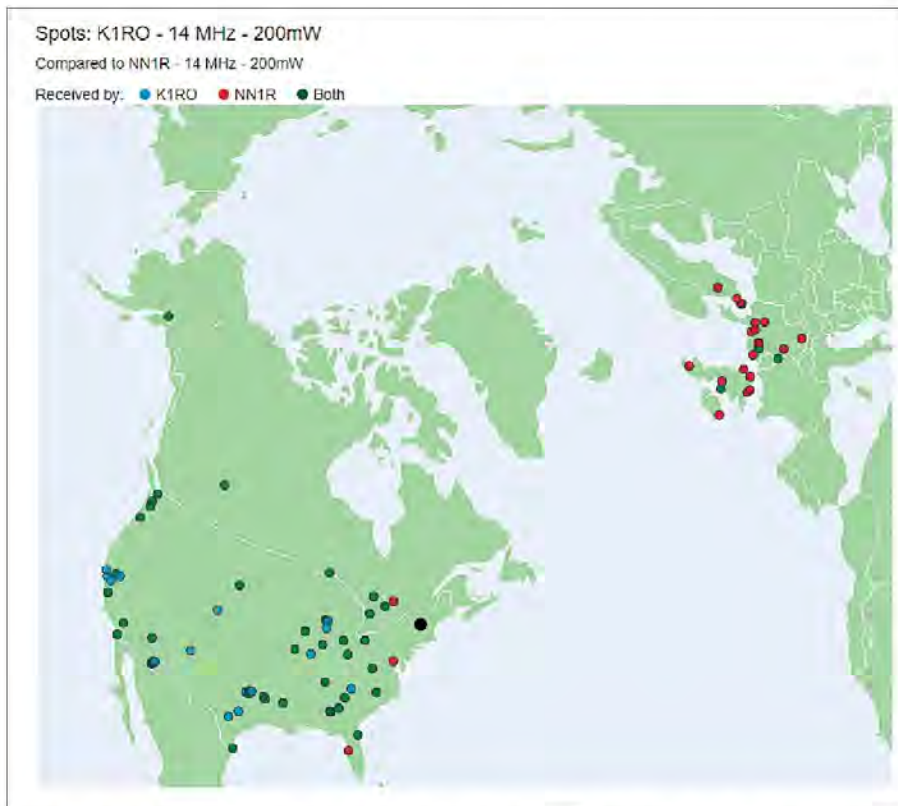 Spots: K1RO - 14 MHz - 200mW
Compared to NN1R - 14 MHz - 200mW
Received by: K1RO NN1R Both